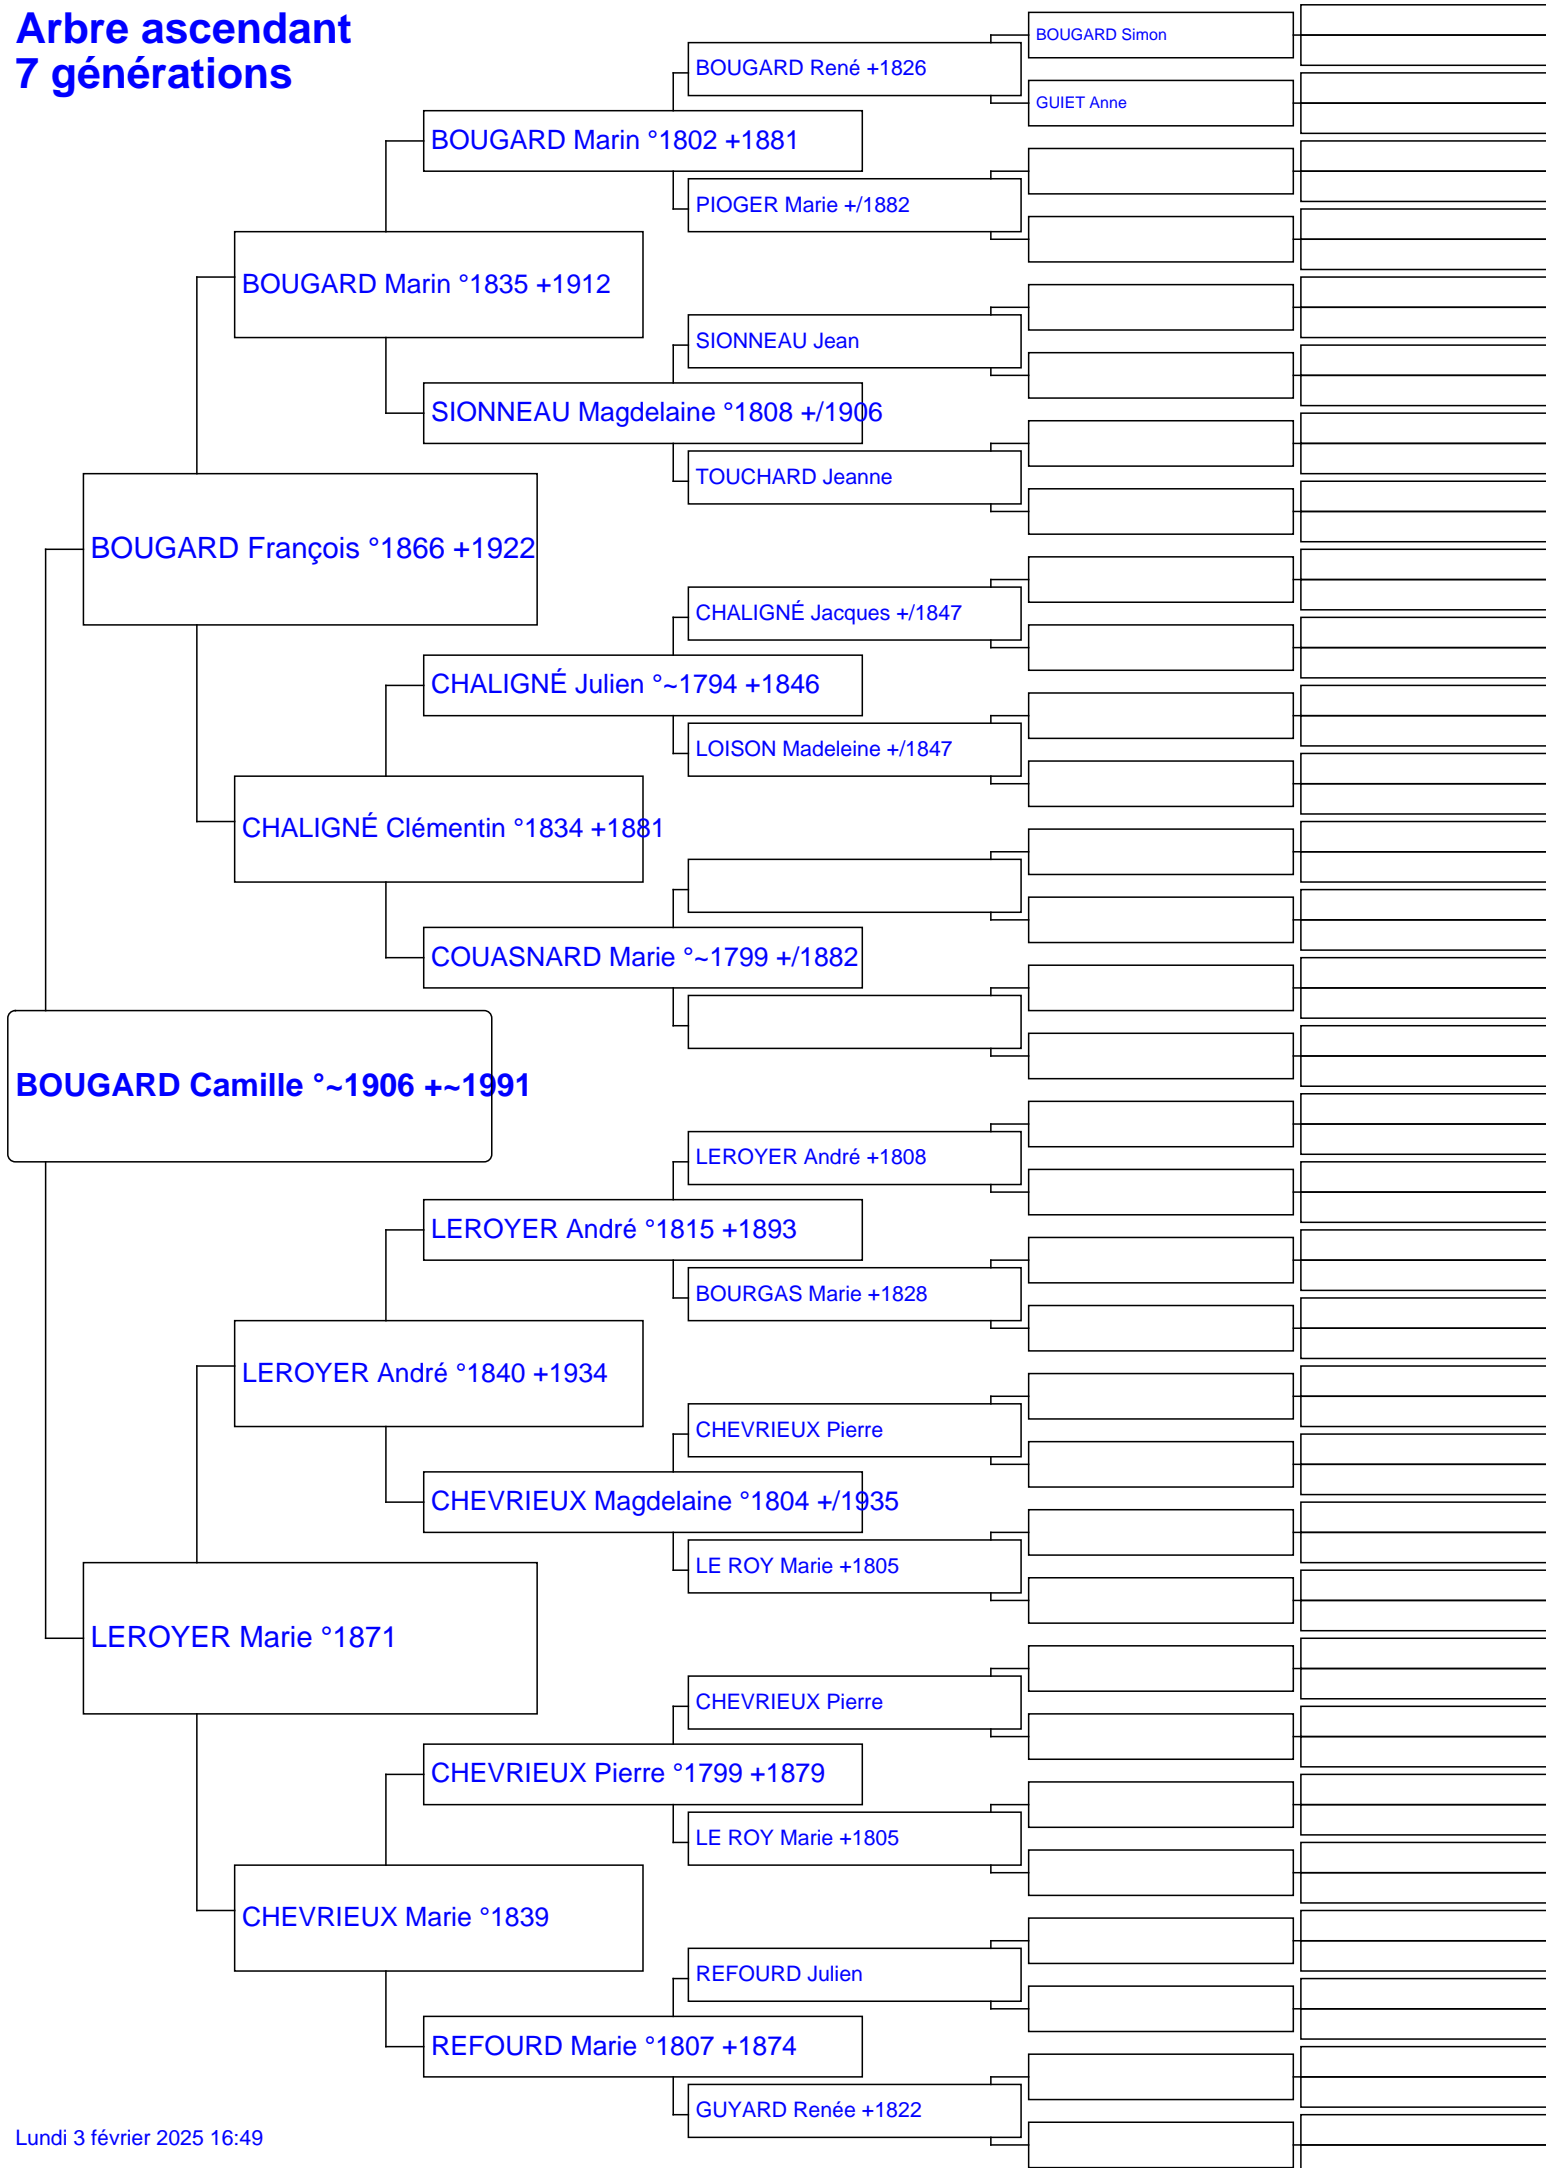 Arbre ascendant
7 générations
BOUGARD Simon
BOUGARD René +1826
GUIET Anne
BOUGARD Marin °1802 +1881
PIOGER Marie +/1882
BOUGARD Marin °1835 +1912
SIONNEAU Jean
SIONNEAU Magdelaine °1808 +/1906
TOUCHARD Jeanne
BOUGARD François °1866 +1922
CHALIGNÉ Jacques +/1847
CHALIGNÉ Julien °~1794 +1846
LOISON Madeleine +/1847
CHALIGNÉ Clémentin °1834 +1881
COUASNARD Marie °~1799 +/1882
BOUGARD Camille °~1906 +~1991
LEROYER André +1808
LEROYER André °1815 +1893
BOURGAS Marie +1828
LEROYER André °1840 +1934
CHEVRIEUX Pierre
CHEVRIEUX Magdelaine °1804 +/1935
LE ROY Marie +1805
LEROYER Marie °1871
CHEVRIEUX Pierre
CHEVRIEUX Pierre °1799 +1879
LE ROY Marie +1805
CHEVRIEUX Marie °1839
REFOURD Julien
REFOURD Marie °1807 +1874
GUYARD Renée +1822
Lundi 3 février 2025 16:49